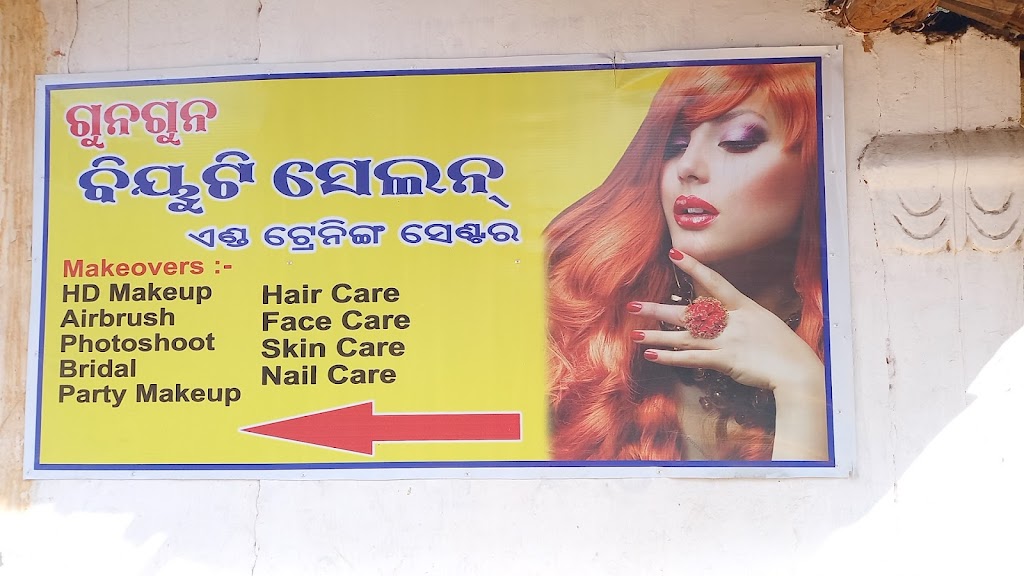 ଗୁନଗୁନ
ବିୟୁଟି ସେଲନ୍
ଏଣ୍ଡ ଟ୍ରେନିଙ୍ଗ ସେଣ୍ଟର
Makeovers :-
HD Makeup
Airbrush
Photoshoot
Bridal
Party Makeup
Hair Care
Face Care
Skin Care
Nail Care